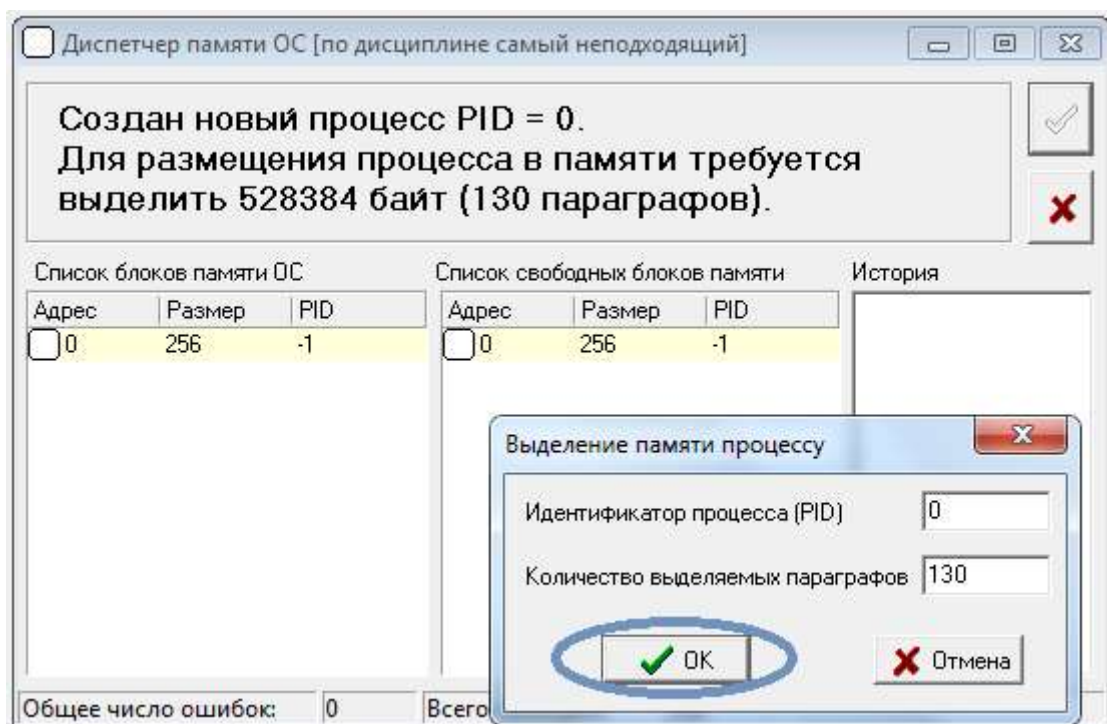 Диспетчер памяти ОС [по дисциплине самый неподходящий]
Создан новый процесс PID = 0.
Для размещения процесса в памяти требуется
выделить 528384 байт (130 параграфов).
Список блоков памяти ОС
Адрес Размер PID
0 256 -1
Список свободных блоков памяти
Адрес Размер PID
0 256 -1
История
Выделение памяти процессу
Идентификатор процесса (PID) 0
Количество выделяемых параграфов 130
OK Отмена
Общее число ошибок: 0 Всего